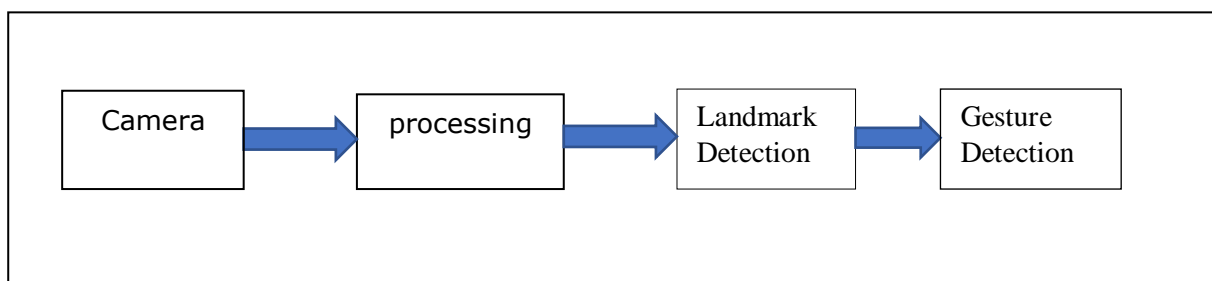 Camera
processing
Landmark
Detection
Gesture
Detection